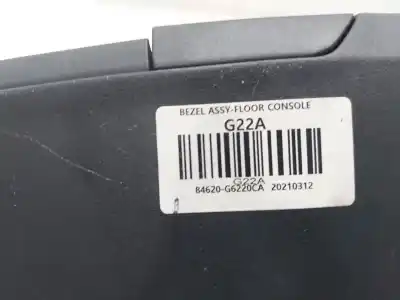 BEZEL ASSY-FLOOR CONSOLE
G22A
G22A
84620-G6220CA 20210312